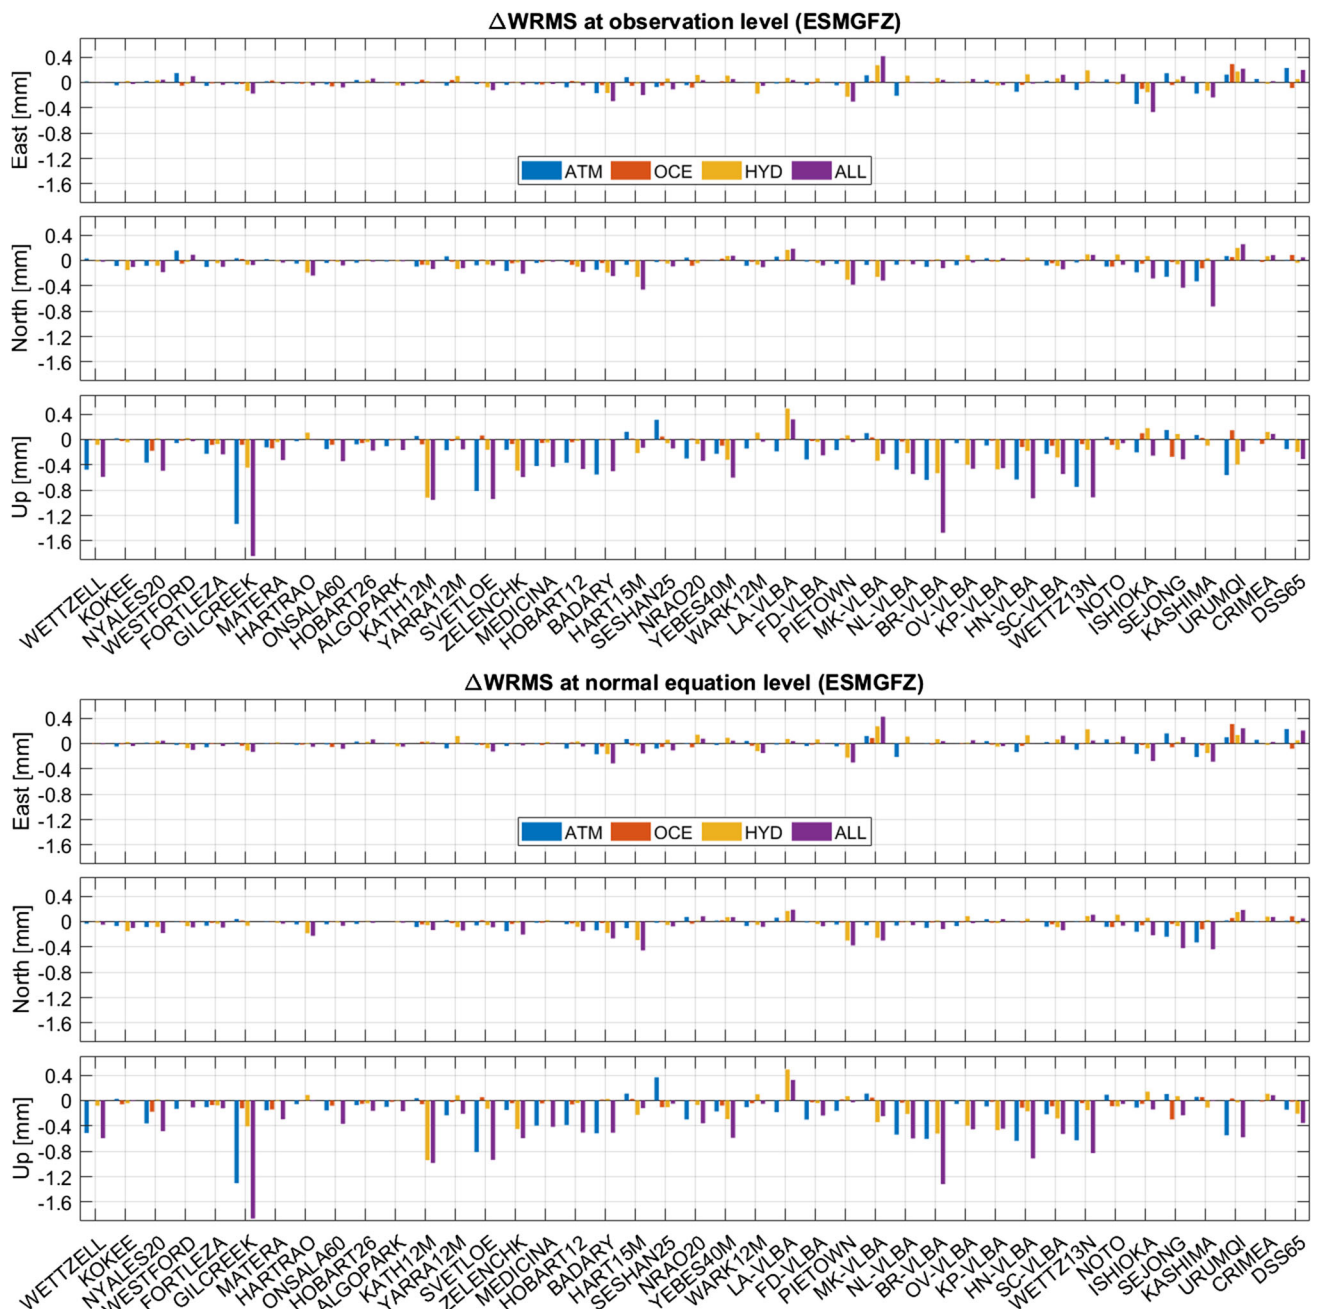 △WRMS at observation level (ESMGFZ)
East [mm]
0.4
0
-0.4
-0.8
-1.2
-1.6
ATM OCE HYD ALL
North [mm]
0.4
0
-0.4
-0.8
-1.2
-1.6
Up [mm]
0.4
0
-0.4
-0.8
-1.2
-1.6
WETTZELL
KOKEE
NYALES20
WESTFORD
FORTLEZA
GILCREEK
MATERA
HARTRAO
ONSALA60
HOBART26
ALGOPARK
KATH12M
YARRA12M
SVETLOE
ZELENCHK
MEDICINA
HOBART12
BADARY
HART15M
SESHAN25
NRAO20
YEBES40M
WARK12M
LA-VLBA
FD-VLBA
PIETOWN
MK-VLBA
NL-VLBA
BR-VLBA
OV-VLBA
KP-VLBA
HN-VLBA
SC-VLBA
WETTZ13N
NOTO
ISHIOKA
SEJONG
KASHIMA
URUMQI
CRIMEA
DSS65
△WRMS at normal equation level (ESMGFZ)
East [mm]
0.4
0
-0.4
-0.8
-1.2
-1.6
ATM OCE HYD ALL
North [mm]
0.4
0
-0.4
-0.8
-1.2
-1.6
Up [mm]
0.4
0
-0.4
-0.8
-1.2
-1.6
WETTZELL
KOKEE
NYALES20
WESTFORD
FORTLEZA
GILCREEK
MATERA
HARTRAO
ONSALA60
HOBART26
ALGOPARK
KATH12M
YARRA12M
SVETLOE
ZELENCHK
MEDICINA
HOBART12
BADARY
HART15M
SESHAN25
NRAO20
YEBES40M
WARK12M
LA-VLBA
FD-VLBA
PIETOWN
MK-VLBA
NL-VLBA
BR-VLBA
OV-VLBA
KP-VLBA
HN-VLBA
SC-VLBA
WETTZ13N
NOTO
ISHIOKA
SEJONG
KASHIMA
URUMQI
CRIMEA
DSS65